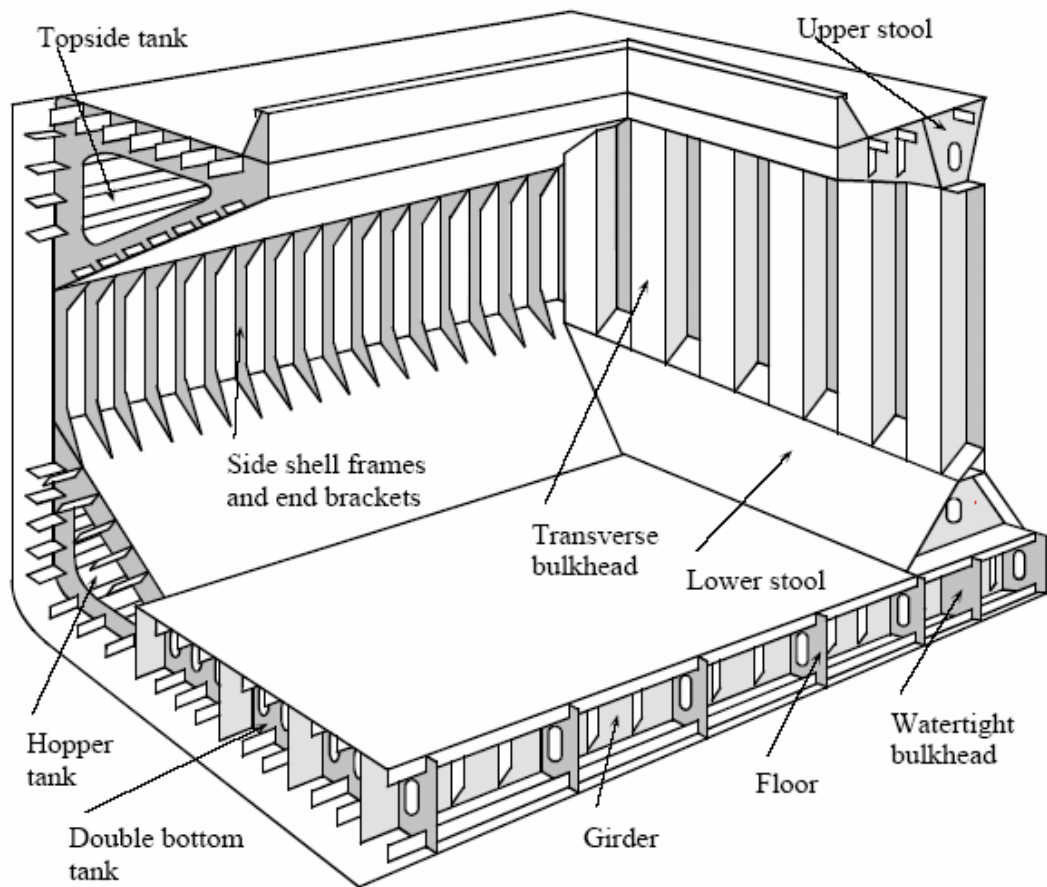 Topside tank
Upper stool
Side shell frames
and end brackets
Transverse
bulkhead
Lower stool
Hopper
tank
Watertight
bulkhead
Floor
Girder
Double bottom
tank